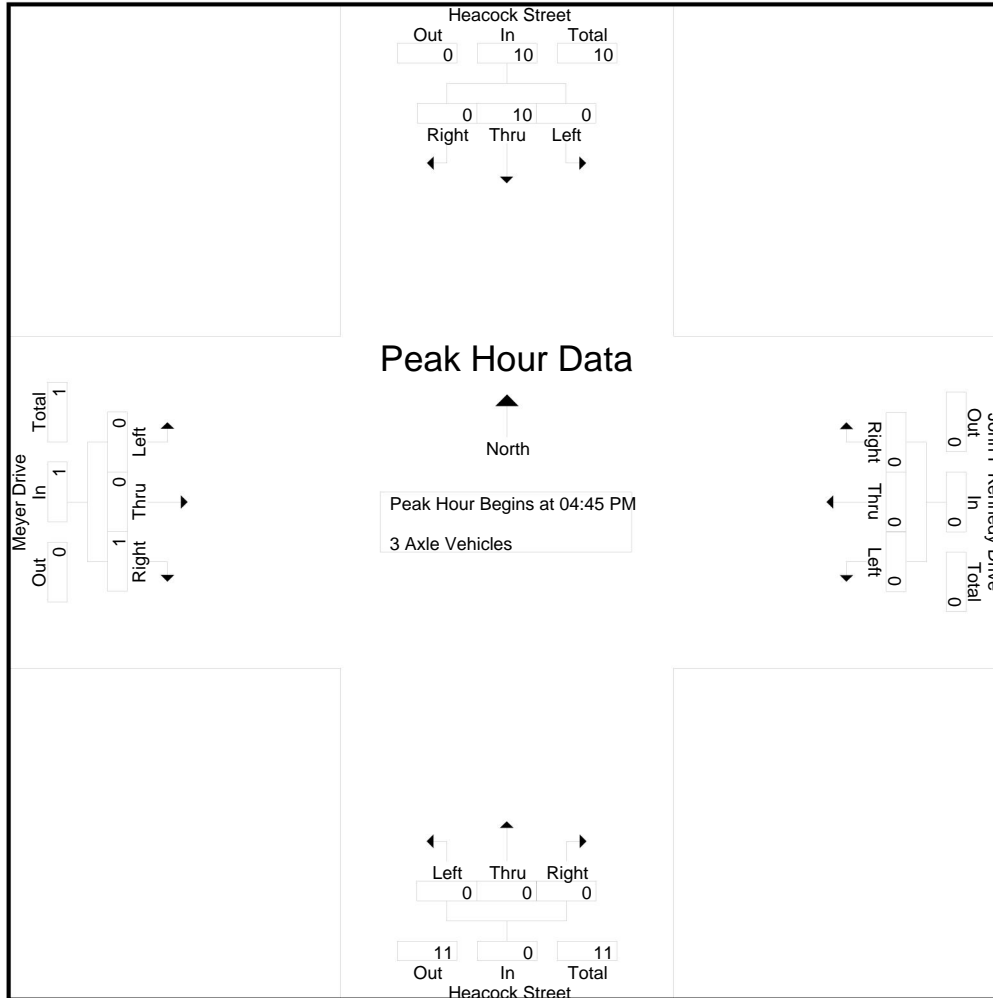 Heacock Street
Out In Total
0 10 10
0 10 0
Right Thru Left
Peak Hour Data
North
Peak Hour Begins at 04:45 PM
3 Axle Vehicles
Meyer Drive
Out In Total
0 1 1
1 0 0
Right Thru Left
John F Kennedy Drive
Out In Total
0 0 0
0 0 0
Right Thru Left
Left Thru Right
0 0 0
11 0 11
Out In Total
Heacock Street